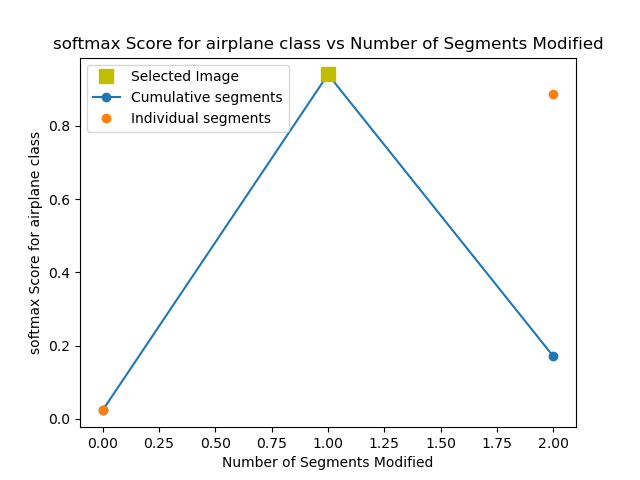 softmax Score for airplane class vs Number of Segments Modified
Selected Image
Cumulative segments
Individual segments
softmax Score for airplane class
0.8
0.6
0.4
0.2
0.0
0.00 0.25 0.50 0.75 1.00 1.25 1.50 1.75 2.00
Number of Segments Modified